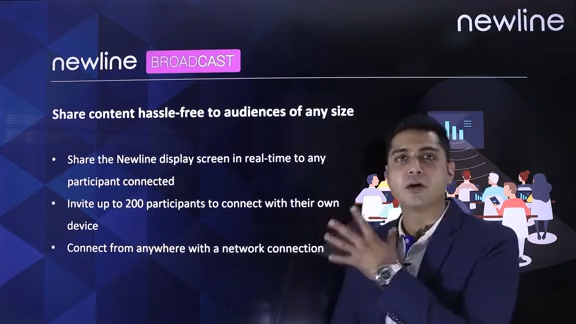 newline
newline BROADCAST
Share content hassle-free to audiences of any size
• Share the Newline display screen in real-time to any
participant connected
• Invite up to 200 participants to connect with their own
device
• Connect from anywhere with a network connection